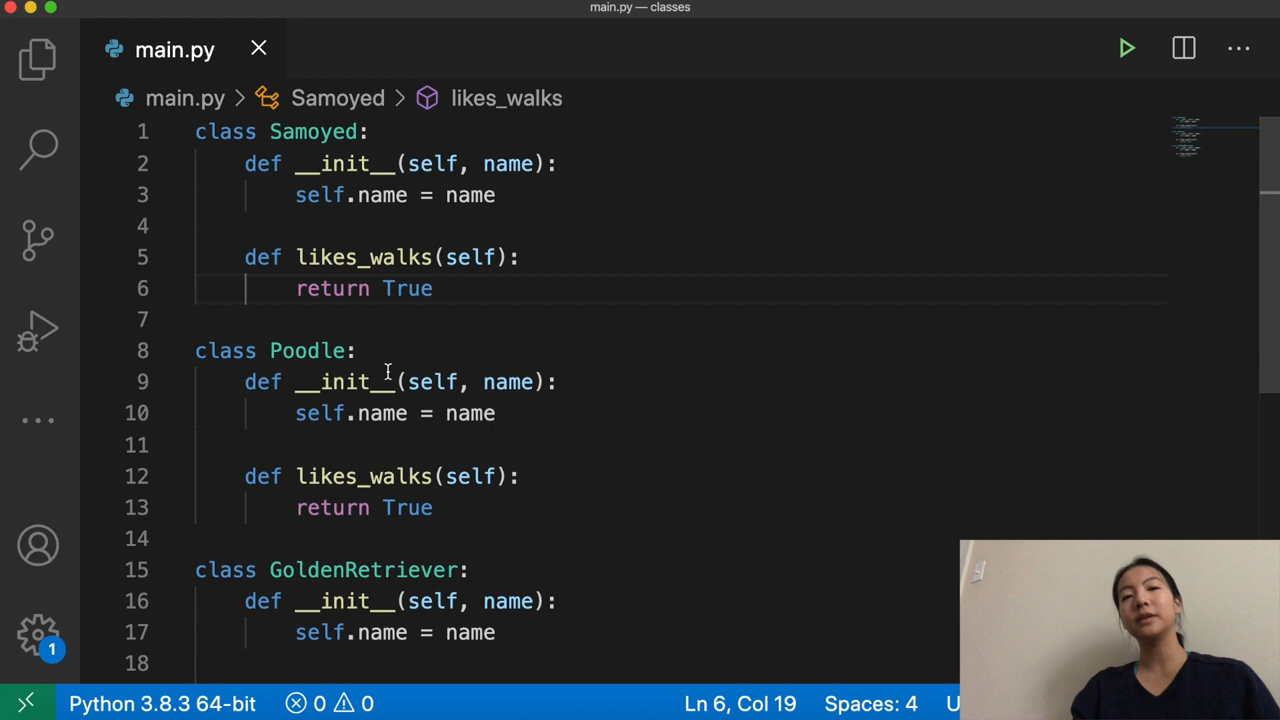 main.py — classes
main.py
main.py > Samoyed > likes_walks
1 class Samoyed:
2 def __init__(self, name):
3 self.name = name
4
5 def likes_walks(self):
6 return True
7
8 class Poodle:
9 def __init__(self, name):
10 self.name = name
11
12 def likes_walks(self):
13 return True
14
15 class GoldenRetriever:
16 def __init__(self, name):
17 self.name = name
18
1
Python 3.8.3 64-bit 0 0 Ln 6, Col 19 Spaces: 4 U